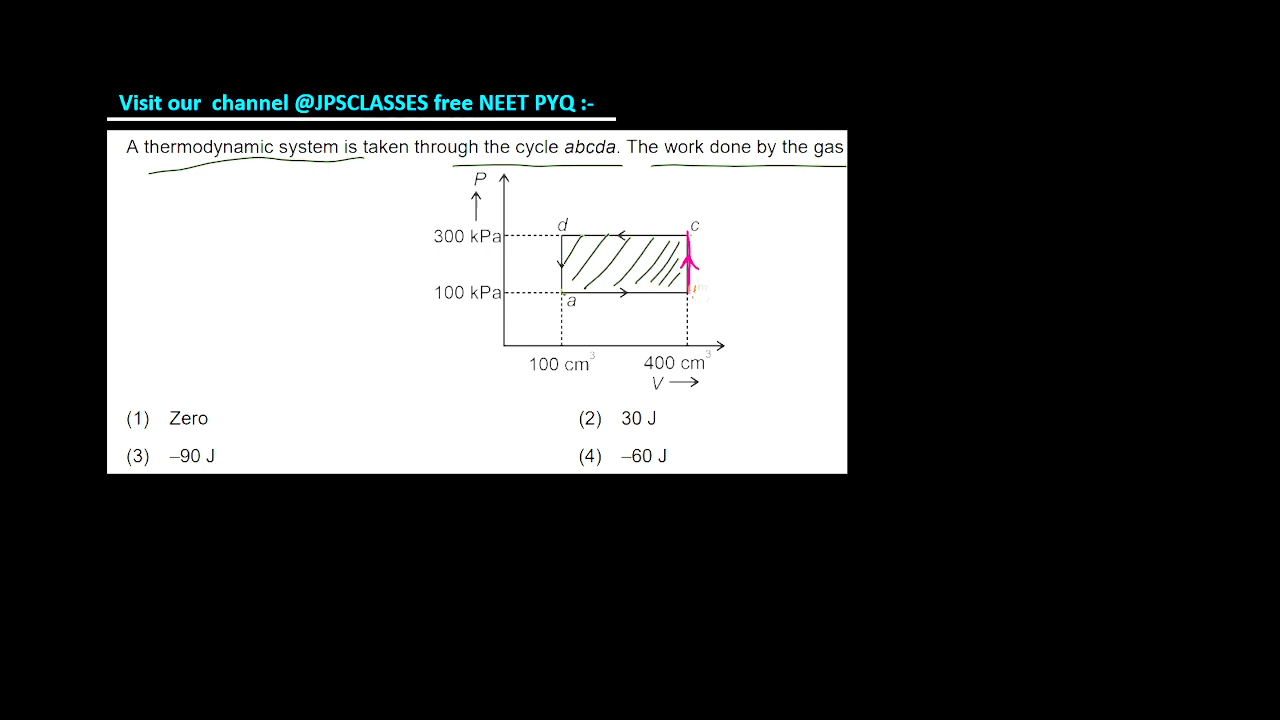 Visit our channel @JPSCLASSES free NEET PYQ :-
A thermodynamic system is taken through the cycle abcda. The work done by the gas
P
d
c
300 kPa
100 kPa
a
100 cm³
400 cm³
V
(1) Zero
(2) 30 J
(3) –90 J
(4) –60 J